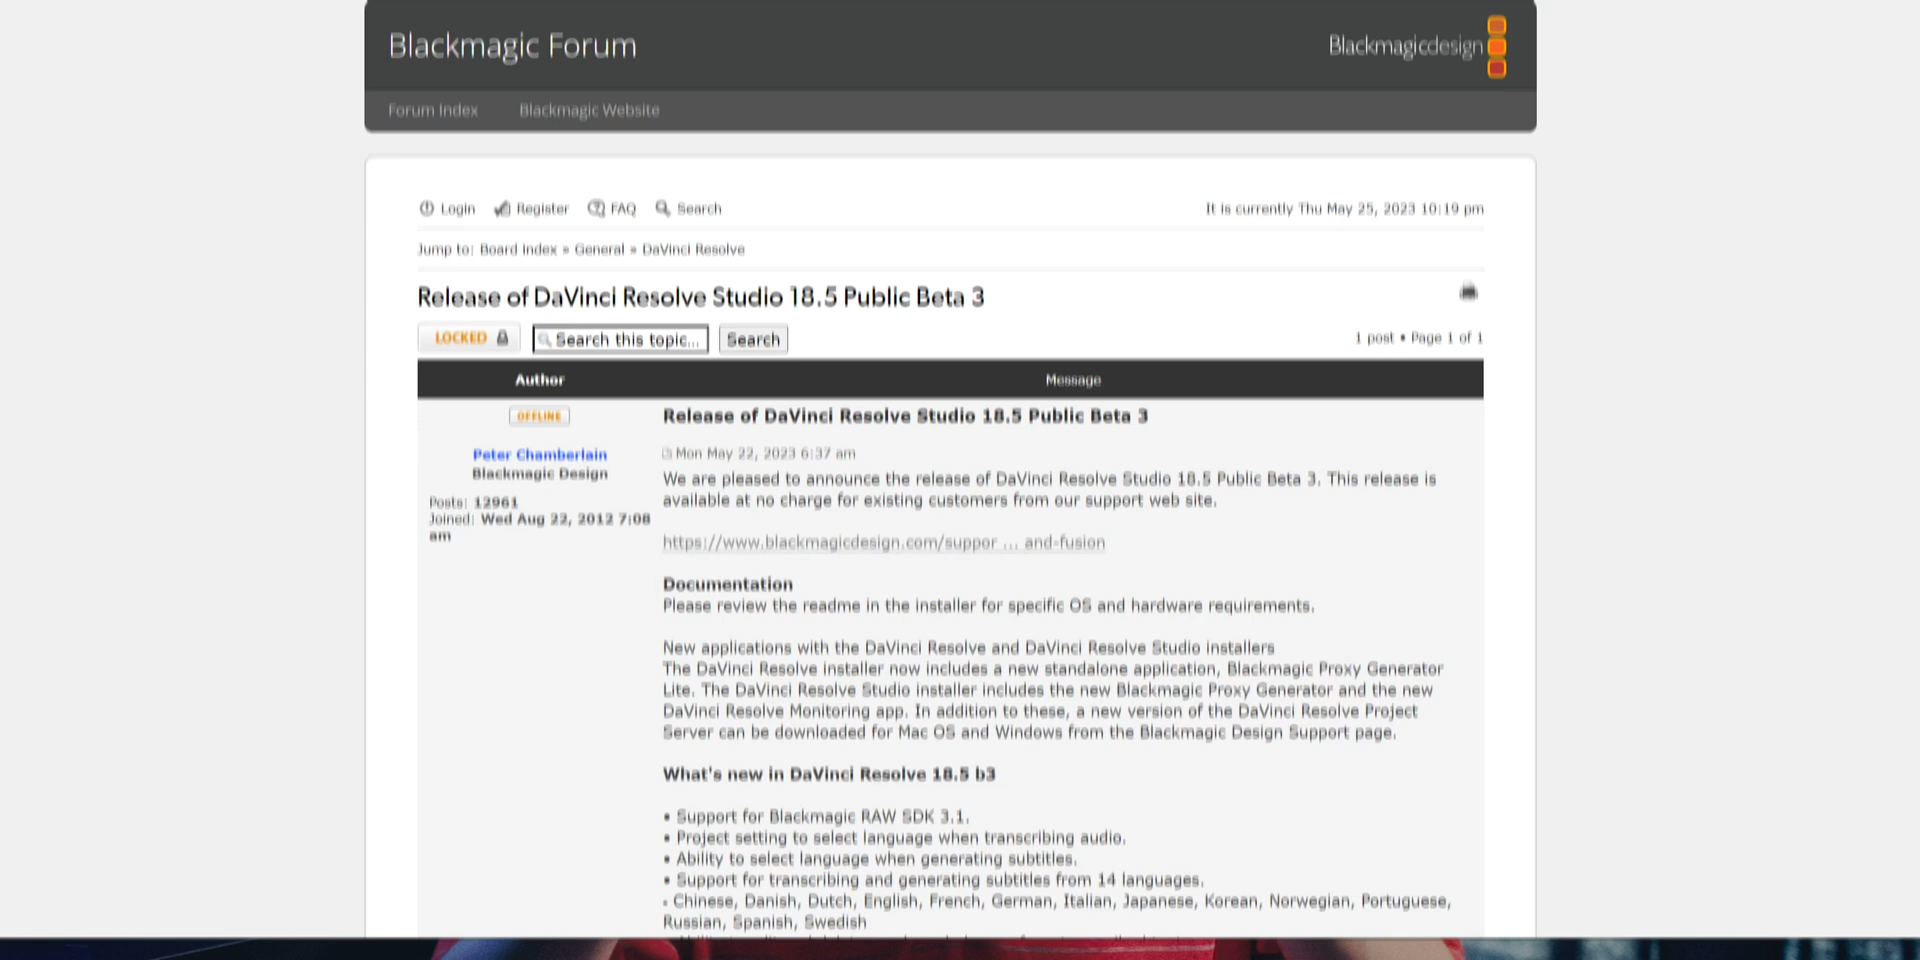 Blackmagic Forum
Blackmagicdesign
Forum Index Blackmagic Website
Login Register FAQ Search
It is currently Thu May 25, 2023 10:19 pm
Jump to: Board index » General » DaVinci Resolve
Release of DaVinci Resolve Studio 18.5 Public Beta 3
LOCKED Search this topic... Search
1 post • Page 1 of 1
Author Message
OFFLINE
Peter Chamberlain
Blackmagic Design
Posts: 12961
Joined: Wed Aug 22, 2012 7:08
am
Release of DaVinci Resolve Studio 18.5 Public Beta 3
Mon May 22, 2023 6:37 am
We are pleased to announce the release of DaVinci Resolve Studio 18.5 Public Beta 3. This release is
available at no charge for existing customers from our support web site.
https://www.blackmagicdesign.com/suppor ... and-fusion
Documentation
Please review the readme in the installer for specific OS and hardware requirements.
New applications with the DaVinci Resolve and DaVinci Resolve Studio installers
The DaVinci Resolve installer now includes a new standalone application, Blackmagic Proxy Generator
Lite. The DaVinci Resolve Studio installer includes the new Blackmagic Proxy Generator and the new
DaVinci Resolve Monitoring app. In addition to these, a new version of the DaVinci Resolve Project
Server can be downloaded for Mac OS and Windows from the Blackmagic Design Support page.
What's new in DaVinci Resolve 18.5 b3
• Support for Blackmagic RAW SDK 3.1.
• Project setting to select language when transcribing audio.
• Ability to select language when generating subtitles.
• Support for transcribing and generating subtitles from 14 languages.
◦ Chinese, Danish, Dutch, English, French, German, Italian, Japanese, Korean, Norwegian, Portuguese,
Russian, Spanish, Swedish